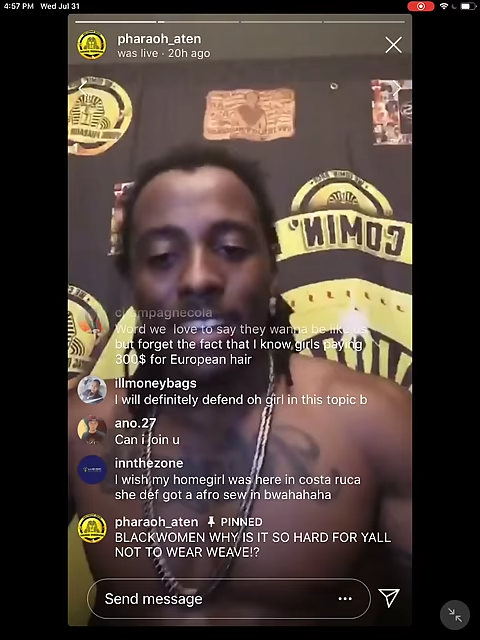 4:57 PM Wed Jul 31
pharaoh_aten
was live · 20h ago
COMIN'
champagnecola
Word we love to say they wanna be like us
but forget the fact that I know girls paying
300$ for European hair
illmoneybags
I will definitely defend oh girl in this topic b
ano.27
Can i join u
innthezone
I wish my homegirl was here in costa ruca
she def got a afro sew in bwahahaha
pharaoh_aten PINNED
BLACKWOMEN WHY IS IT SO HARD FOR YALL
NOT TO WEAR WEAVE!?
Send message